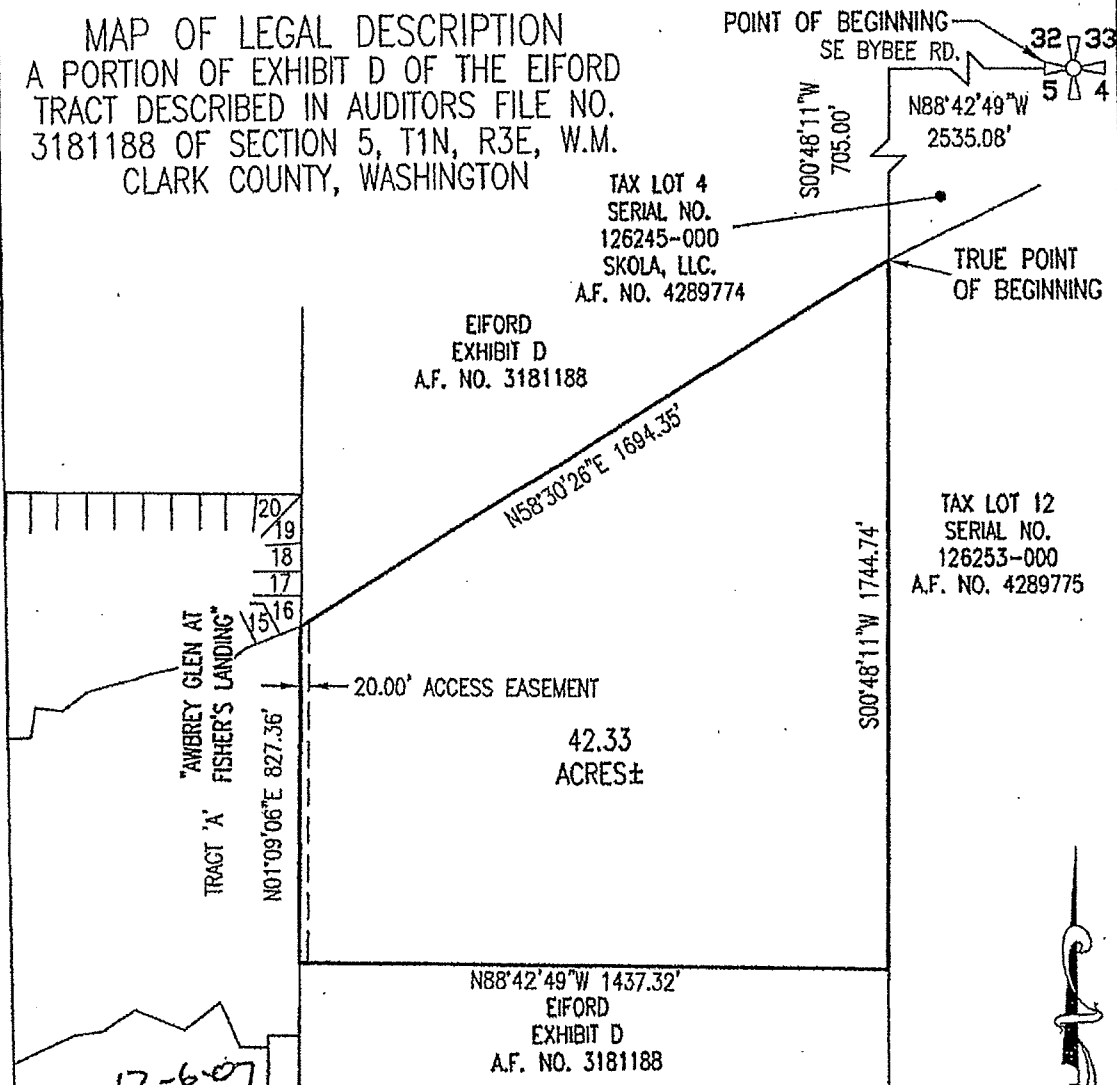 MAP OF LEGAL DESCRIPTION
A PORTION OF EXHIBIT D OF THE EIFORD
TRACT DESCRIBED IN AUDITORS FILE NO.
3181188 OF SECTION 5, T1N, R3E, W.M.
CLARK COUNTY, WASHINGTON
POINT OF BEGINNING
SE BYBEE RD.
32 33
5 4
N88°42'49"W
2535.08'
S00°48'11"W
705.00'
TAX LOT 4
SERIAL NO.
126245-000
SKOLA, LLC.
A.F. NO. 4289774
TRUE POINT
OF BEGINNING
EIFORD
EXHIBIT D
A.F. NO. 3181188
N58°30'26"E 1694.35'
TAX LOT 12
SERIAL NO.
126253-000
A.F. NO. 4289775
S00°48'11"W 1744.74'
20
19
18
17
16
15
"AWBREY GLEN AT
FISHER'S LANDING"
TRACT 'A'
N01°09'06"E 827.36'
20.00' ACCESS EASEMENT
42.33
ACRES±
N88°42'49"W 1437.32'
EIFORD
EXHIBIT D
A.F. NO. 3181188
12-6-07